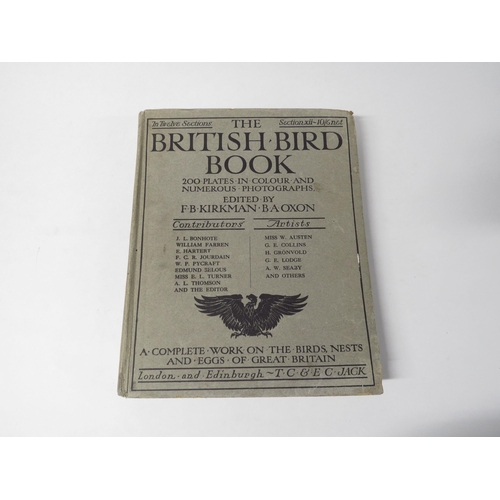 In Twelve Sections
Section XII-10/6 net
THE
BRITISH·BIRD
BOOK
200·PLATES·IN·COLOUR·AND
NUMEROUS·PHOTOGRAPHS
EDITED·BY
F·B·KIRKMAN·B·A·OXON
Contributors
J. L. BONHOTE
WILLIAM FARREN
E. HARTERT
F. C. R. JOURDAIN
W. P. PYCRAFT
EDMUND SELOUS
MISS E. L. TURNER
A. L. THOMSON
AND THE EDITOR
Artists
MISS W. AUSTEN
G. E. COLLINS
H. GRONVOLD
G. E. LODGE
A. W. SEABY
AND OTHERS
A·COMPLETE·WORK·ON·THE·BIRDS, NESTS
AND·EGGS·OF·GREAT·BRITAIN
London·and·Edinburgh~T·C·&·E·C·JACK